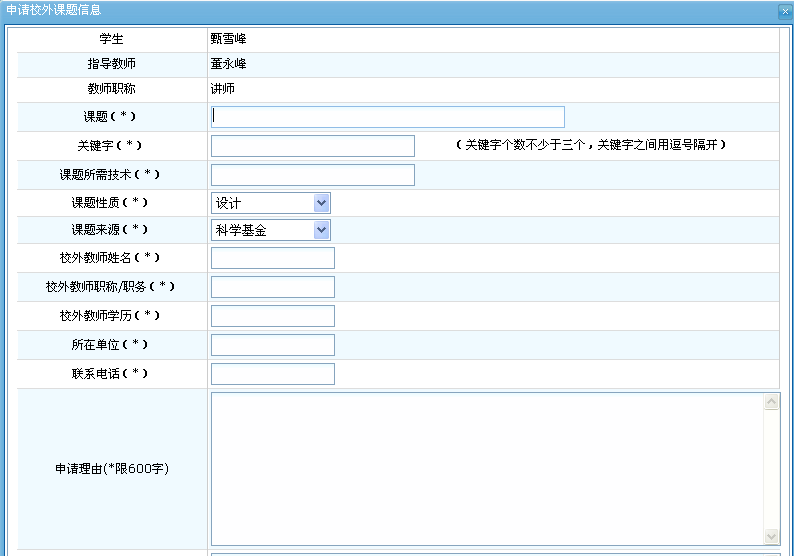 申请校外课题信息
学生 甄雪峰
指导教师 董永峰
教师职称 讲师
课题(*)
关键字(*) (关键字个数不少于三个,关键字之间用逗号隔开)
课题所需技术(*)
课题性质(*) 设计
课题来源(*) 科学基金
校外教师姓名(*)
校外教师职称/职务(*)
校外教师学历(*)
所在单位(*)
联系电话(*)
申请理由(*限600字)